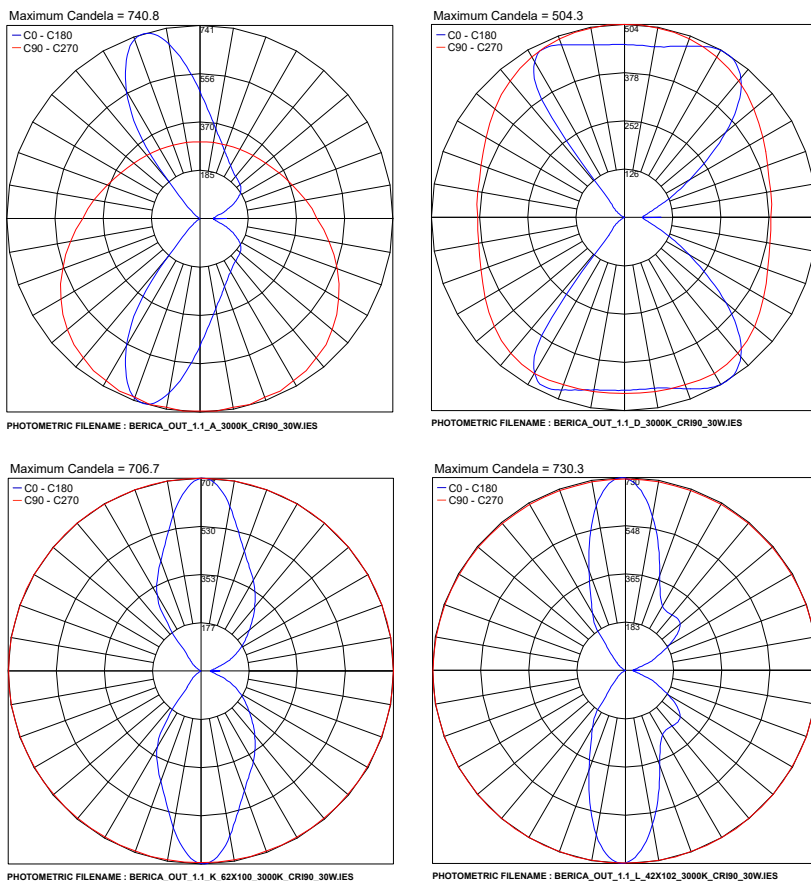 Maximum Candela = 740.8
C0 - C180
C90 - C270
741
556
370
185
PHOTOMETRIC FILENAME : BERICA_OUT_1.1_A_3000K_CRI90_30W.IES
Maximum Candela = 504.3
C0 - C180
C90 - C270
504
378
252
126
PHOTOMETRIC FILENAME : BERICA_OUT_1.1_D_3000K_CRI90_30W.IES
Maximum Candela = 706.7
C0 - C180
C90 - C270
707
530
353
177
PHOTOMETRIC FILENAME : BERICA_OUT_1.1_K_62X100_3000K_CRI90_30W.IES
Maximum Candela = 730.3
C0 - C180
C90 - C270
730
548
365
183
PHOTOMETRIC FILENAME : BERICA_OUT_1.1_L_42X102_3000K_CRI90_30W.IES